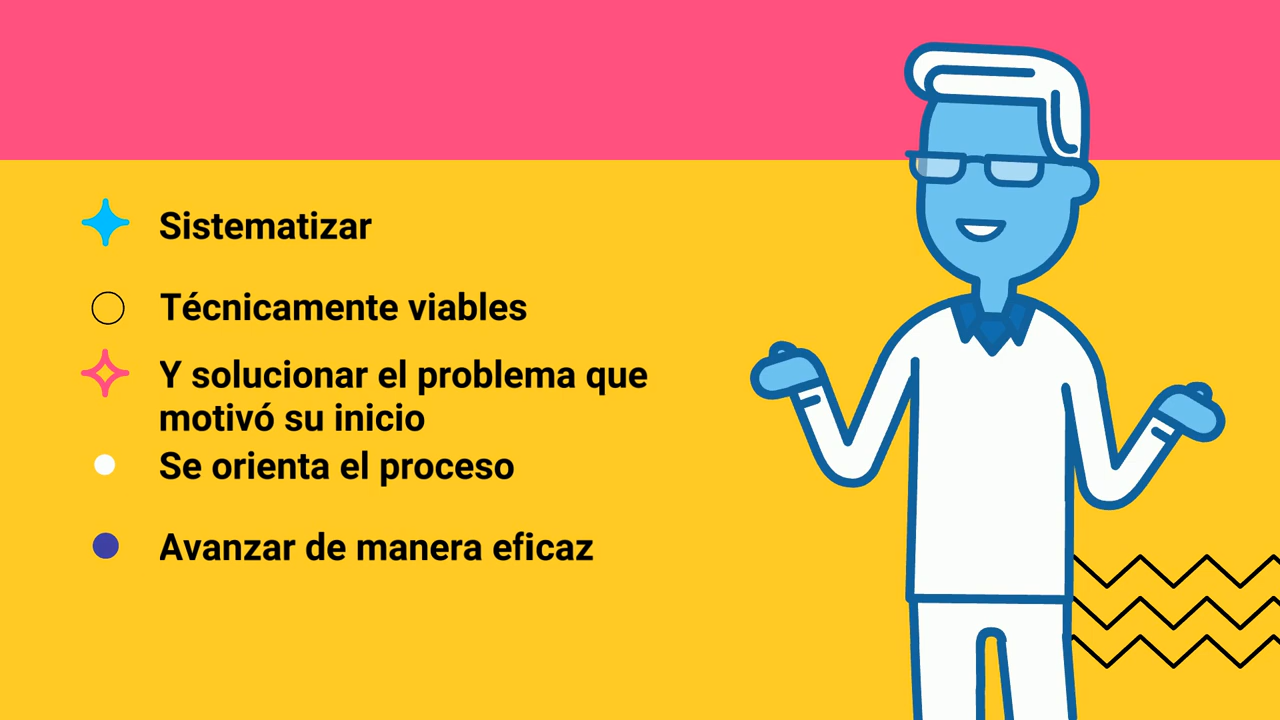 Sistematizar
Técnicamente viables
Y solucionar el problema que
motivó su inicio
Se orienta el proceso
Avanzar de manera eficaz